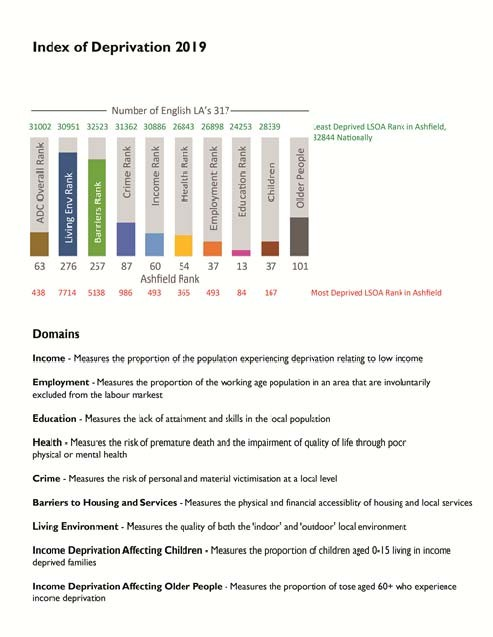 Index of Deprivation 2019
Number of English LA's 317
31002 30951 32523 31362 30886 26843 26898 24253 28339
Least Deprived LSOA Rank in Ashfield,
32844 Nationally
ADC Overall Rank
Living Env Rank
Barriers Rank
Crime Rank
Income Rank
Health Rank
Employment Rank
Education Rank
Children
Older People
63 276 257 87 60 54 37 13 37 101
Ashfield Rank
438 7714 5138 986 493 365 493 84 167 Most Deprived LSOA Rank in Ashfield
Domains
Income - Measures the proportion of the population experiencing deprivation relating to low income
Employment - Measures the proportion of the working age population in an area that are involuntarily
excluded from the labour markest
Education - Measures the lack of attainment and skills in the local population
Health - Measures the risk of premature death and the impairment of quality of life through poor
physical or mental health
Crime - Measures the risk of personal and material victimisation at a local level
Barriers to Housing and Services - Measures the physical and financial accessiblity of housing and local services
Living Environment - Measures the quality of both the 'indoor' and 'outdoor' local environment
Income Deprivation Affecting Children - Measures the proportion of children aged 0-15 living in income
deprived families
Income Deprivation Affecting Older People - Measures the proportion of tose aged 60+ who experience
income deprivation